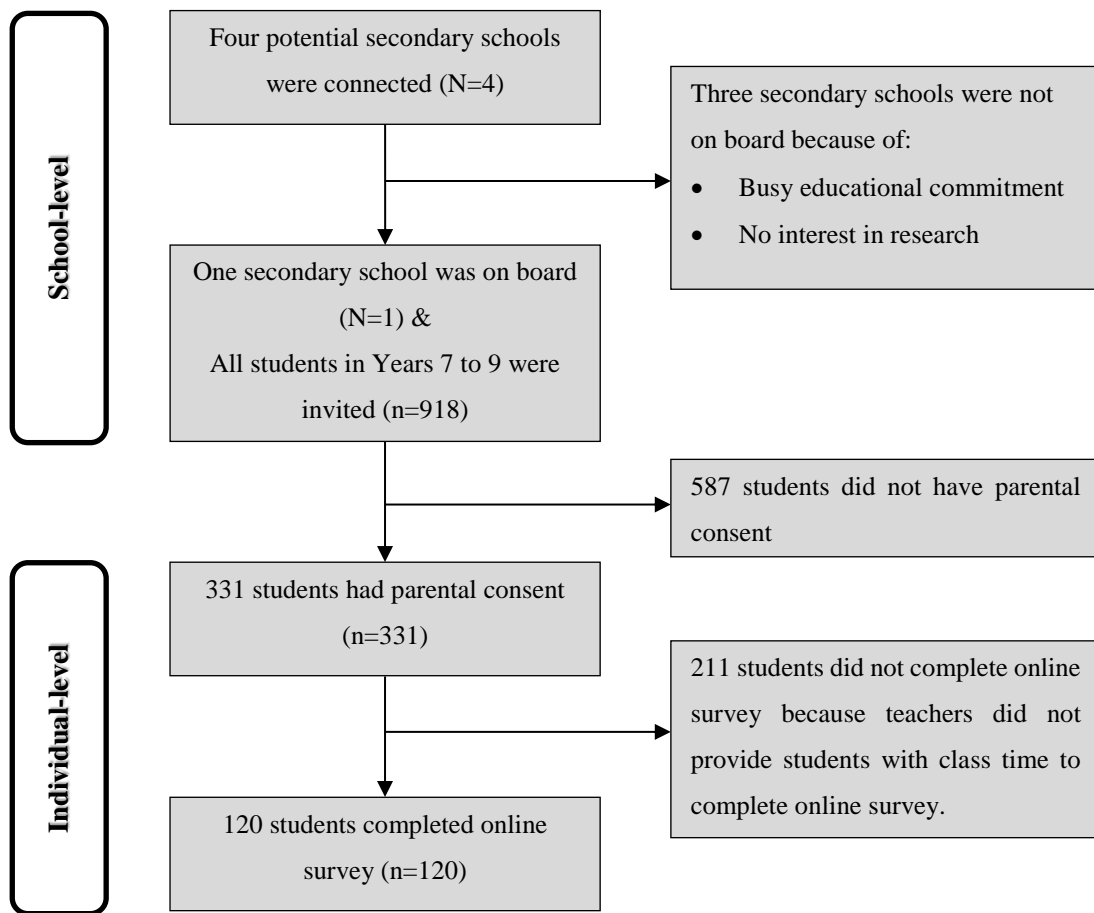 School-level
Four potential secondary schools
were connected (N=4)
Three secondary schools were not
on board because of:
• Busy educational commitment
• No interest in research
One secondary school was on board
(N=1) &
All students in Years 7 to 9 were
invited (n=918)
587 students did not have parental
consent
Individual-level
331 students had parental consent
(n=331)
211 students did not complete online
survey because teachers did not
provide students with class time to
complete online survey.
120 students completed online
survey (n=120)